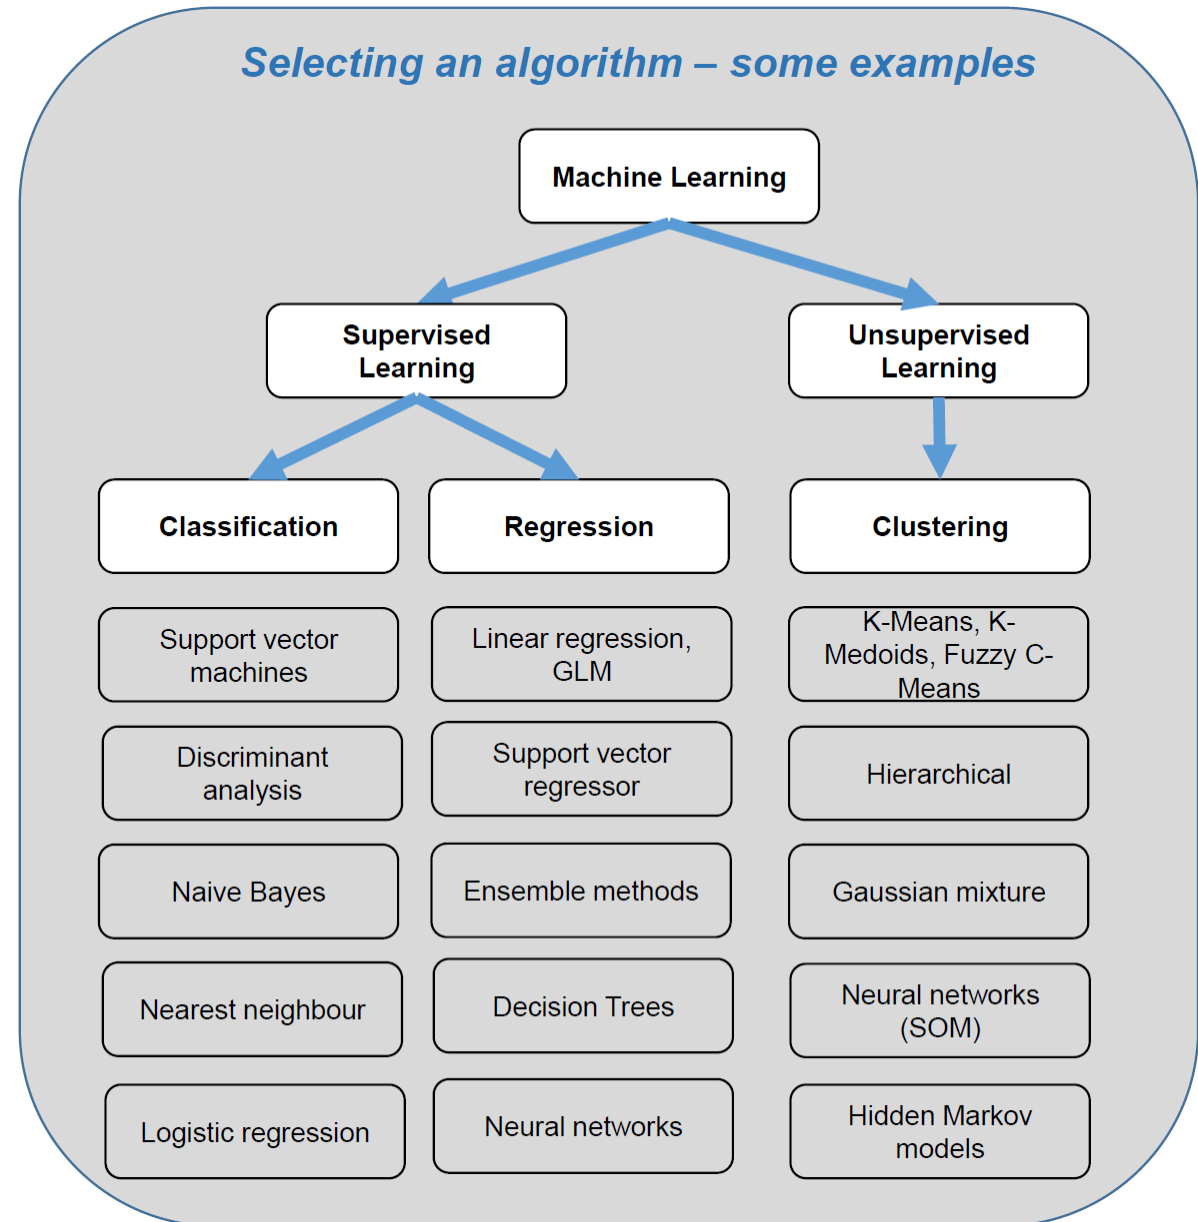 Selecting an algorithm – some examples
Machine Learning
Supervised
Learning
Unsupervised
Learning
Classification
Regression
Clustering
Support vector
machines
Linear regression,
GLM
K-Means, K-
Medoids, Fuzzy C-
Means
Discriminant
analysis
Support vector
regressor
Hierarchical
Naive Bayes
Ensemble methods
Gaussian mixture
Nearest neighbour
Decision Trees
Neural networks
(SOM)
Logistic regression
Neural networks
Hidden Markov
models